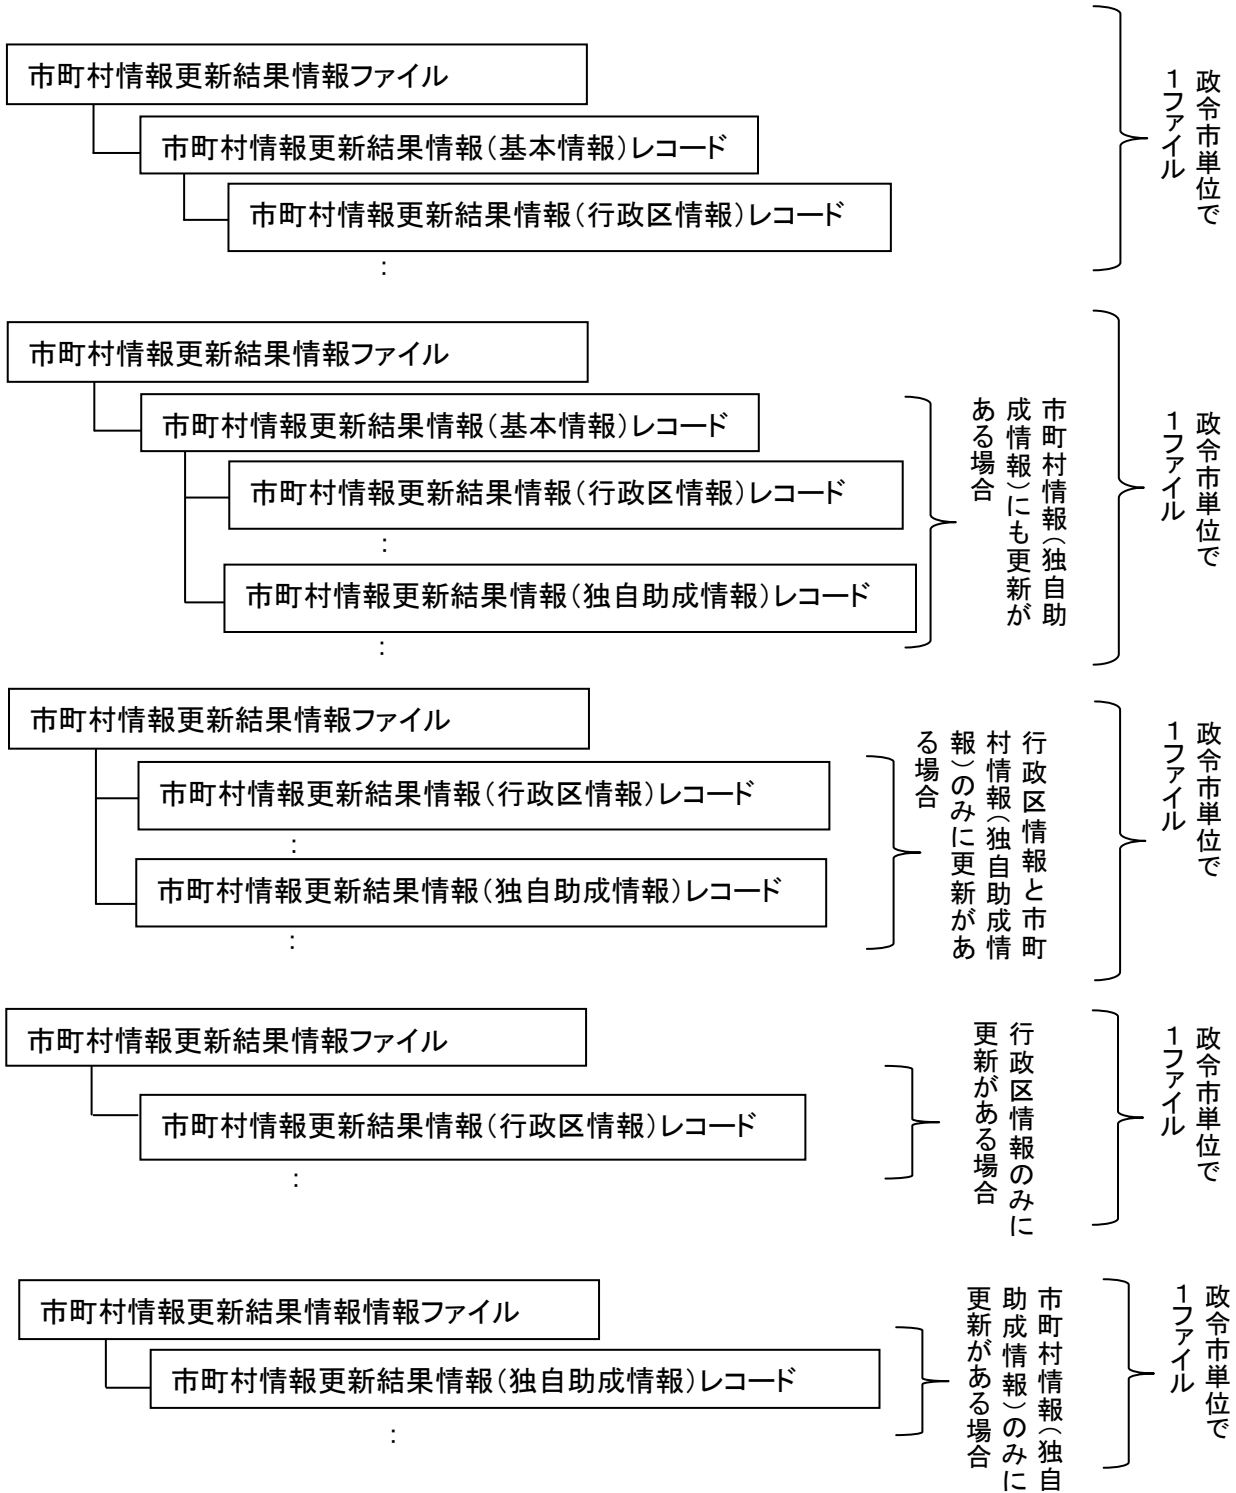 市町村情報更新結果情報ファイル
市町村情報更新結果情報（基本情報）レコード
市町村情報更新結果情報（行政区情報）レコード
：
政令市単位で
１ファイル
市町村情報更新結果情報ファイル
市町村情報更新結果情報（基本情報）レコード
市町村情報更新結果情報（行政区情報）レコード
：
市町村情報更新結果情報（独自助成情報）レコード
：
市町村情報（独自助
成情報）にも更新が
ある場合
政令市単位で
１ファイル
市町村情報更新結果情報ファイル
市町村情報更新結果情報（行政区情報）レコード
：
市町村情報更新結果情報（独自助成情報）レコード
：
行政区情報と市町
村情報（独自助成情
報）のみに更新があ
る場合
政令市単位で
１ファイル
市町村情報更新結果情報ファイル
市町村情報更新結果情報（行政区情報）レコード
：
行政区情報のみに
更新がある場合
政令市単位で
１ファイル
市町村情報更新結果情報情報ファイル
市町村情報更新結果情報（独自助成情報）レコード
：
市町村情報（独自
助成情報）のみに
更新がある場合
政令市単位で
１ファイル